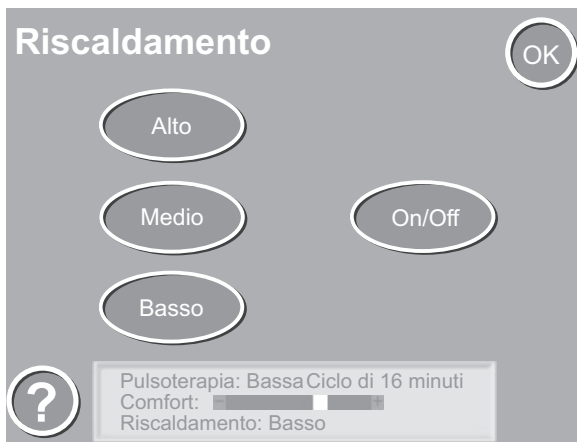 Riscaldamento
OK
Alto
Medio
On/Off
Basso
?
Pulsoterapia: Bassa Ciclo di 16 minuti
Comfort: - +
Riscaldamento: Basso